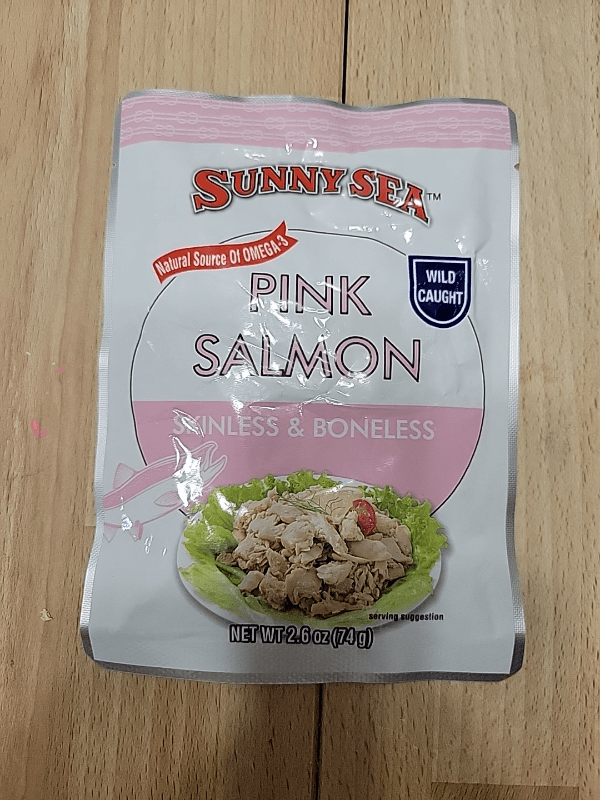 SUNNY SEA™
Natural Source Of OMEGA-3
WILD
CAUGHT
PINK
SALMON
SKINLESS & BONELESS
serving suggestion
NET WT 2.6 oz (74 g)